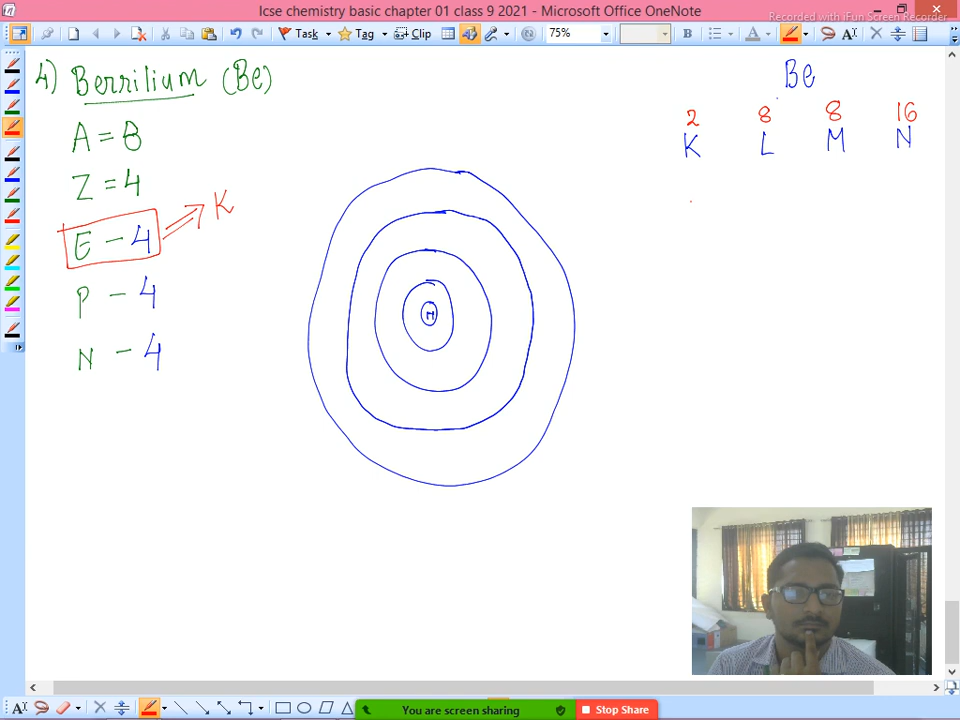 Icse chemistry basic chapter 01 class 9 2021 - Microsoft Office OneNote
Recorded with iFun Screen Recorder
Task
Tag
Clip
75%
B
A
4) Berrilium (Be)
Be
2 8 8 16
K L M N
A = 8
Z = 4
K
E - 4
P - 4
N - 4
N
You are screen sharing
Stop Share